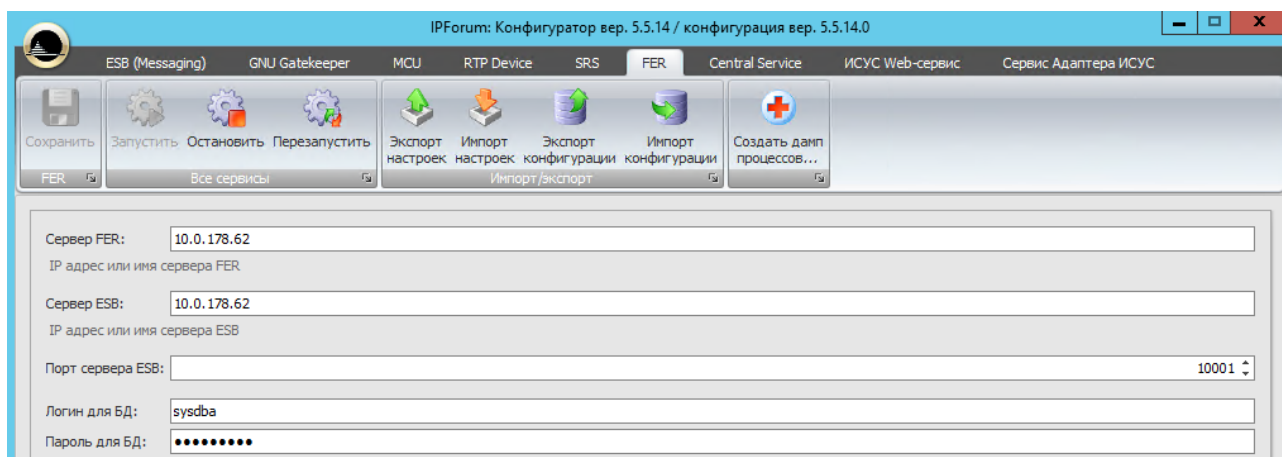 IPForum: Конфигуратор вер. 5.5.14 / конфигурация вер. 5.5.14.0
ESB (Messaging) GNU Gatekeeper MCU RTP Device SRS FER Central Service ИСУС Web-сервис Сервис Адаптера ИСУС
Сохранить Запустить Остановить Перезапустить Экспорт настроек Импорт настроек Экспорт конфигурации Импорт конфигурации Создать дамп процессов...
FER Все сервисы Импорт/экспорт
Сервер FER: 10.0.178.62
IP адрес или имя сервера FER
Сервер ESB: 10.0.178.62
IP адрес или имя сервера ESB
Порт сервера ESB: 10001
Логин для БД: sysdba
Пароль для БД: •••••••••